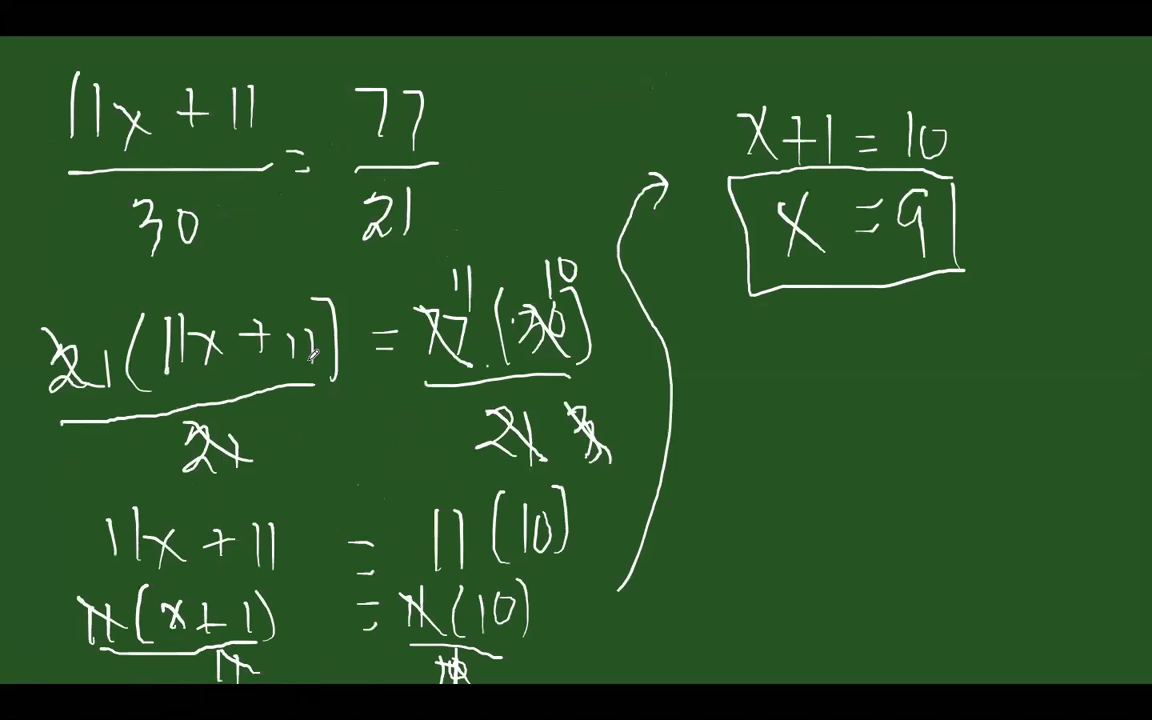 11x + 11 = 77
30 21
21 (11x + 11) = 77 (30)
11 10
21 21
11x + 11 = 11 (10)
11 (x + 1) = 11 (10)
11
x + 1 = 10
x = 9